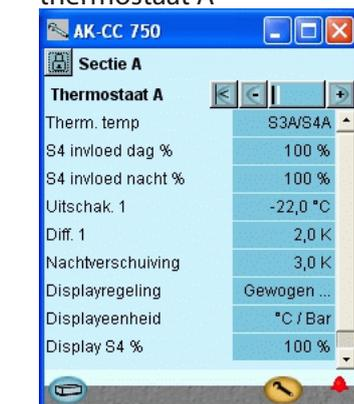 thermostaat A
AK-CC 750
Sectie A
Thermostaat A
Therm. temp S3A/S4A
S4 invloed dag % 100 %
S4 invloed nacht % 100 %
Uitschak. 1 -22,0 °C
Diff. 1 2,0 K
Nachtverschuiving 3,0 K
Displayregeling Gewogen ...
Displayeenheid °C / Bar
Display S4 % 100 %